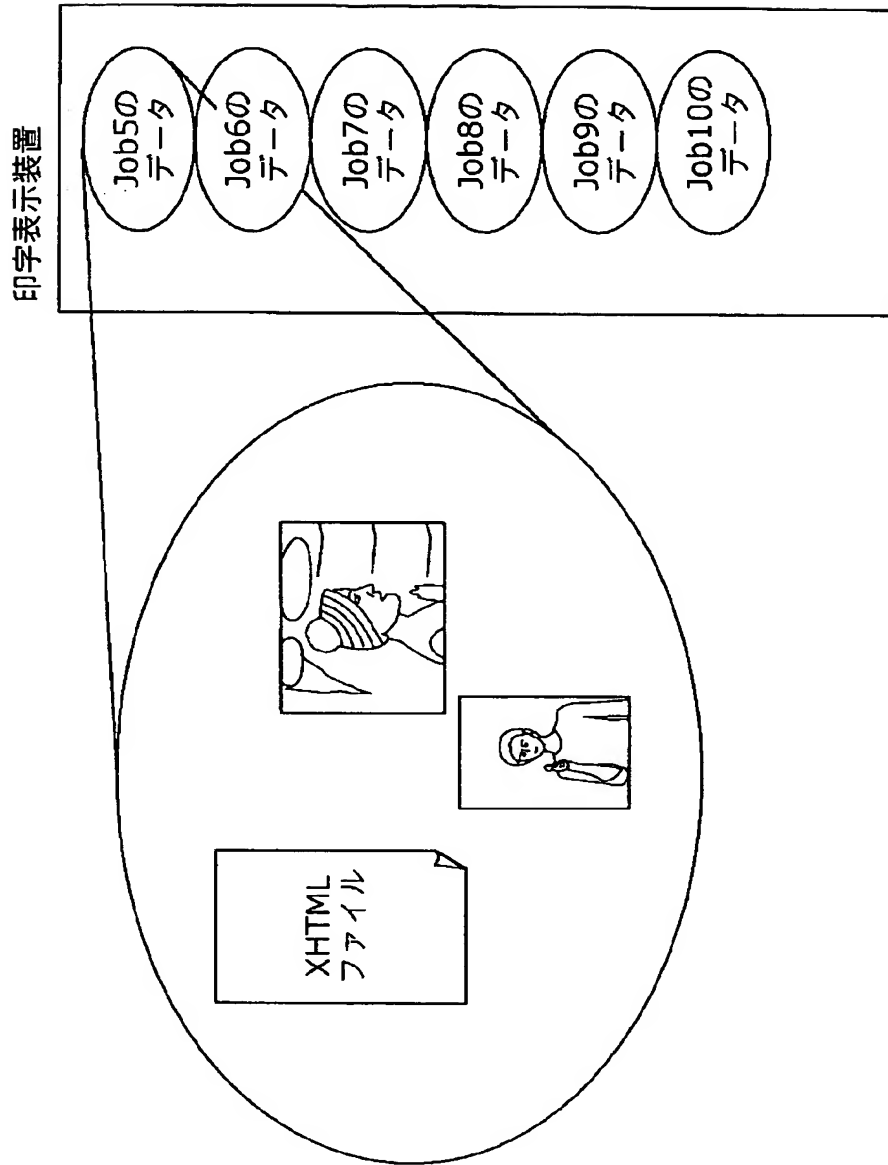 印字表示装置
Job5の
データ
Job6の
データ
Job7の
データ
Job8の
データ
Job9の
データ
Job10の
データ
XHTML
ファイル